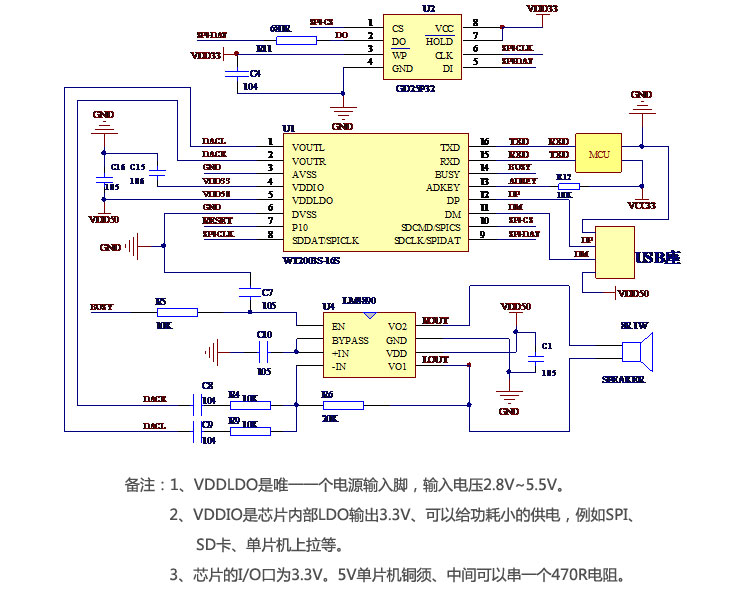 U2
VDD33
SPI-CS
1
CS
VCC
8
SPI-DAT
680R
DO
2
DO
HOLD
7
R11
VDD33
3
WP
CLK
6
SPI-CLK
4
GND
DI
5
SPI-DAT
C4
104
GD25P32
GND
GND
GND
U1
DACL
1
VOUTL
TXD
16
TXD
RXD
DACR
2
VOUTR
RXD
15
RXD
TXD
MCU
C16
C15
GND
3
AVSS
BUSY
14
BUSY
105
106
VDD33
4
VDDIO
ADKEY
13
ADKEY
R12
10K
VDD50
5
VDDLDO
DP
12
DP
VDD50
GND
6
DVSS
DM
11
DM
VCC33
RESET
7
P10
SDCMD/SPICS
10
SPI-CS
SPI-CLK
8
SDDAT/SPICLK
SDCLK/SPIDAT
9
SPI-DAT
GND
DP
DM
USB座
WT200BS-16S
VDD50
C7
105
BUSY
R5
10K
U4
LM4890
VDD50
EN
VO2
ROUT
8R1W
C10
105
BYPASS
GND
+IN
VDD
-IN
VO1
LOUT
C1
105
SPEAKER
GND
C8
DACR
104
R4
10K
R6
20K
C9
DACL
104
R9
10K
备注：1、VDDLDO是唯一一个电源输入脚，输入电压2.8V~5.5V。
2、VDDIO是芯片内部LDO输出3.3V、可以给功耗小的供电，例如SPI、
SD卡、单片机上拉等。
3、芯片的I/O口为3.3V。5V单片机铜须、中间可以串一个470R电阻。